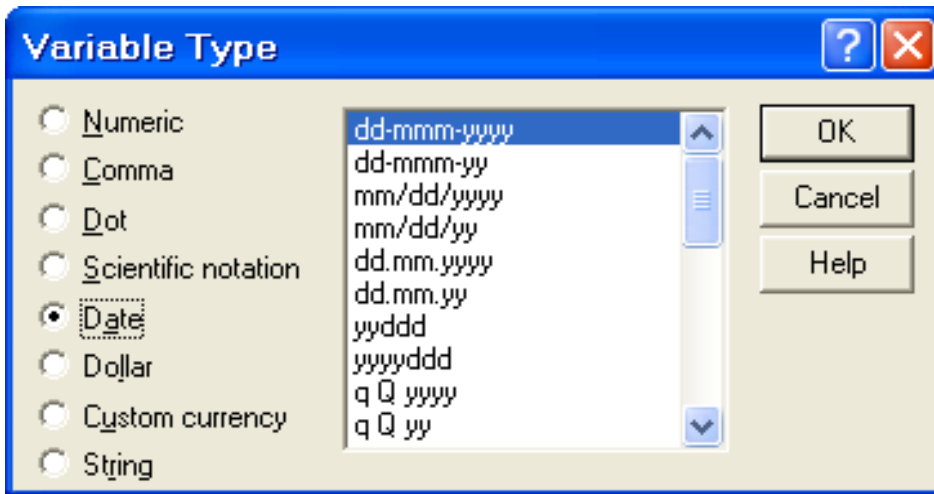 Variable Type
Numeric
Comma
Dot
Scientific notation
Date
Dollar
Custom currency
String
dd-mmm-yyyy
dd-mmm-yy
mm/dd/yyyy
mm/dd/yy
dd.mm.yyyy
dd.mm.yy
yyddd
yyyyddd
q Q yyyy
q Q yy
OK
Cancel
Help